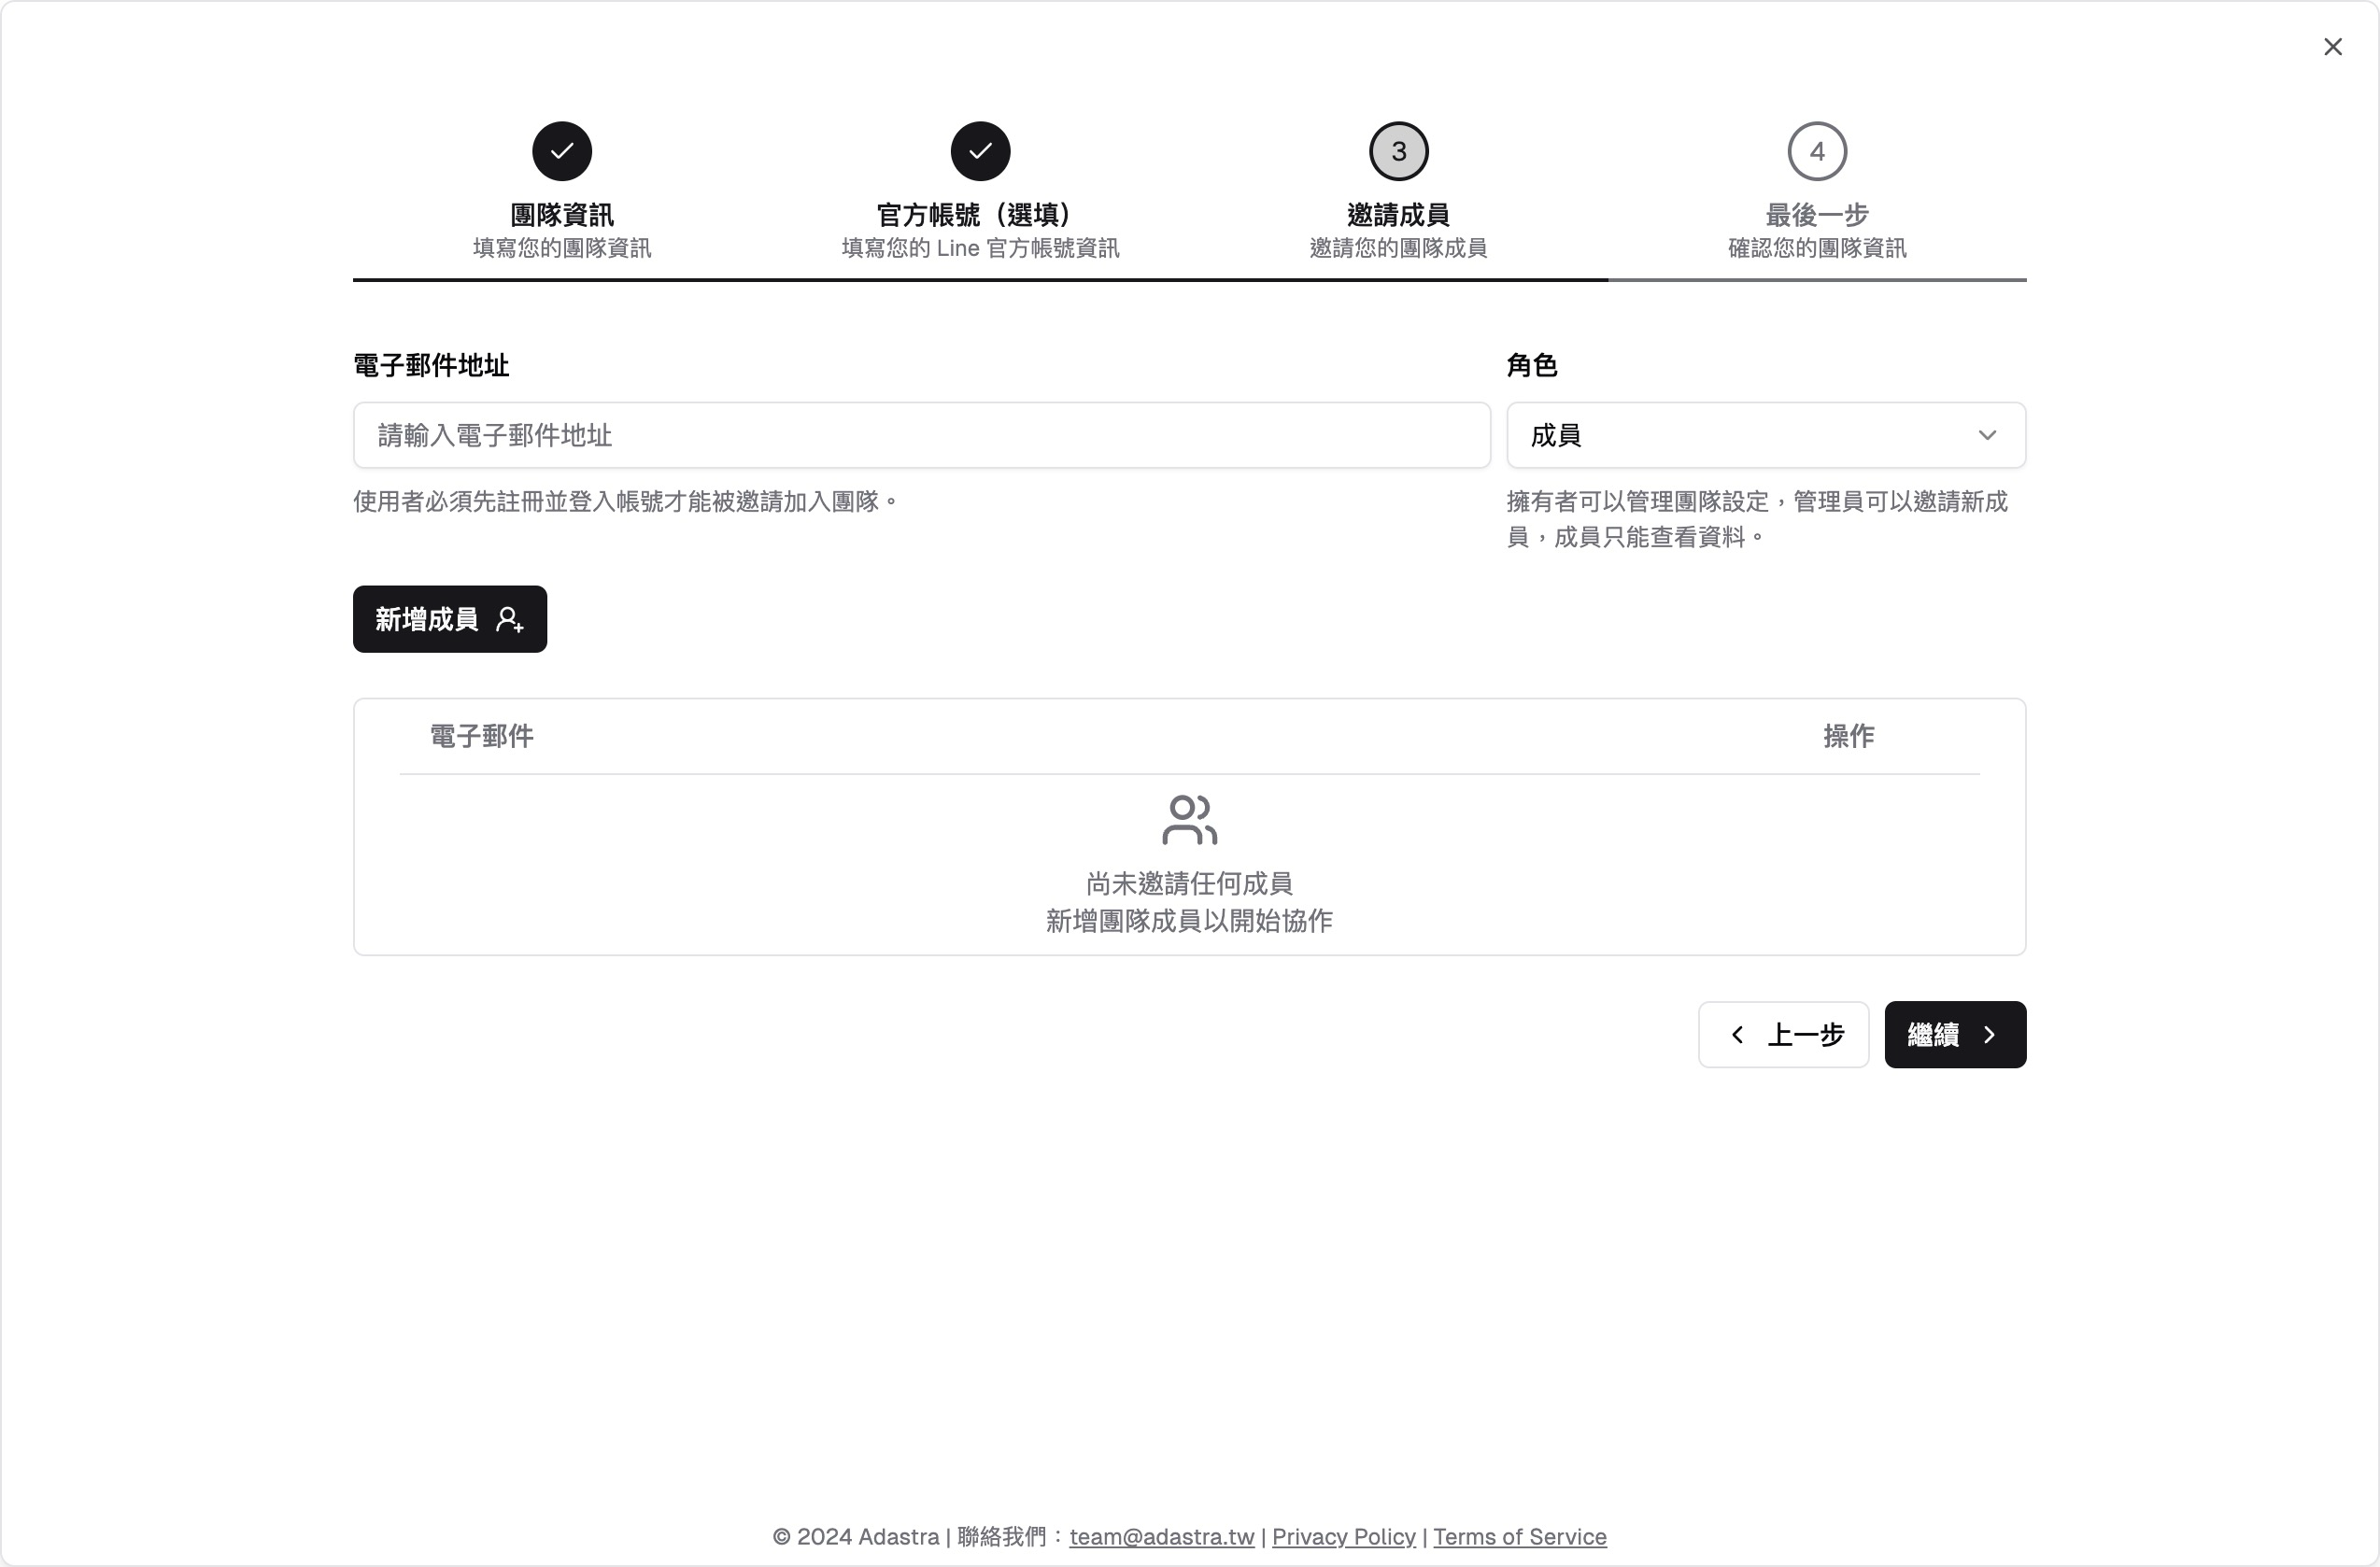 3
4
團隊資訊
官方帳號（選填）
邀請成員
最後一步
填寫您的團隊資訊
填寫您的 Line 官方帳號資訊
邀請您的團隊成員
確認您的團隊資訊
電子郵件地址
角色
請輸入電子郵件地址
成員
使用者必須先註冊並登入帳號才能被邀請加入團隊。
擁有者可以管理團隊設定，管理員可以邀請新成
員，成員只能查看資料。
新增成員
電子郵件
操作
尚未邀請任何成員
新增團隊成員以開始協作
上一步
繼續
© 2024 Adastra | 聯絡我們：team@adastra.tw | Privacy Policy | Terms of Service